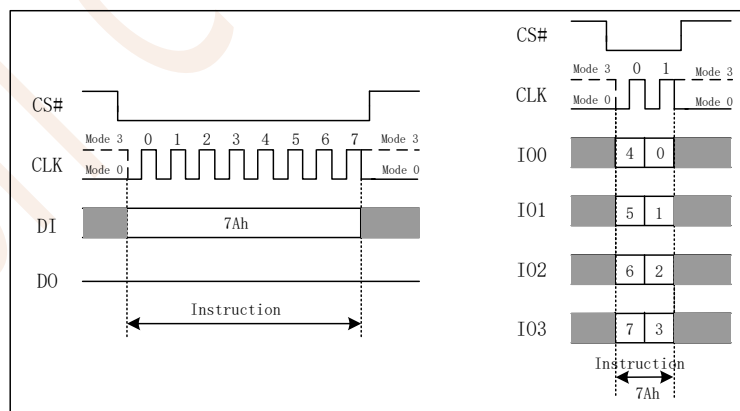 CS#
Mode 3 0 1 2 3 4 5 6 7 Mode 3
CLK
Mode 0 Mode 0
DI 7Ah
DO
Instruction
CS#
Mode 3 0 1 Mode 3
CLK
Mode 0 Mode 0
IO0 4 0
IO1 5 1
IO2 6 2
IO3 7 3
Instruction
7Ah